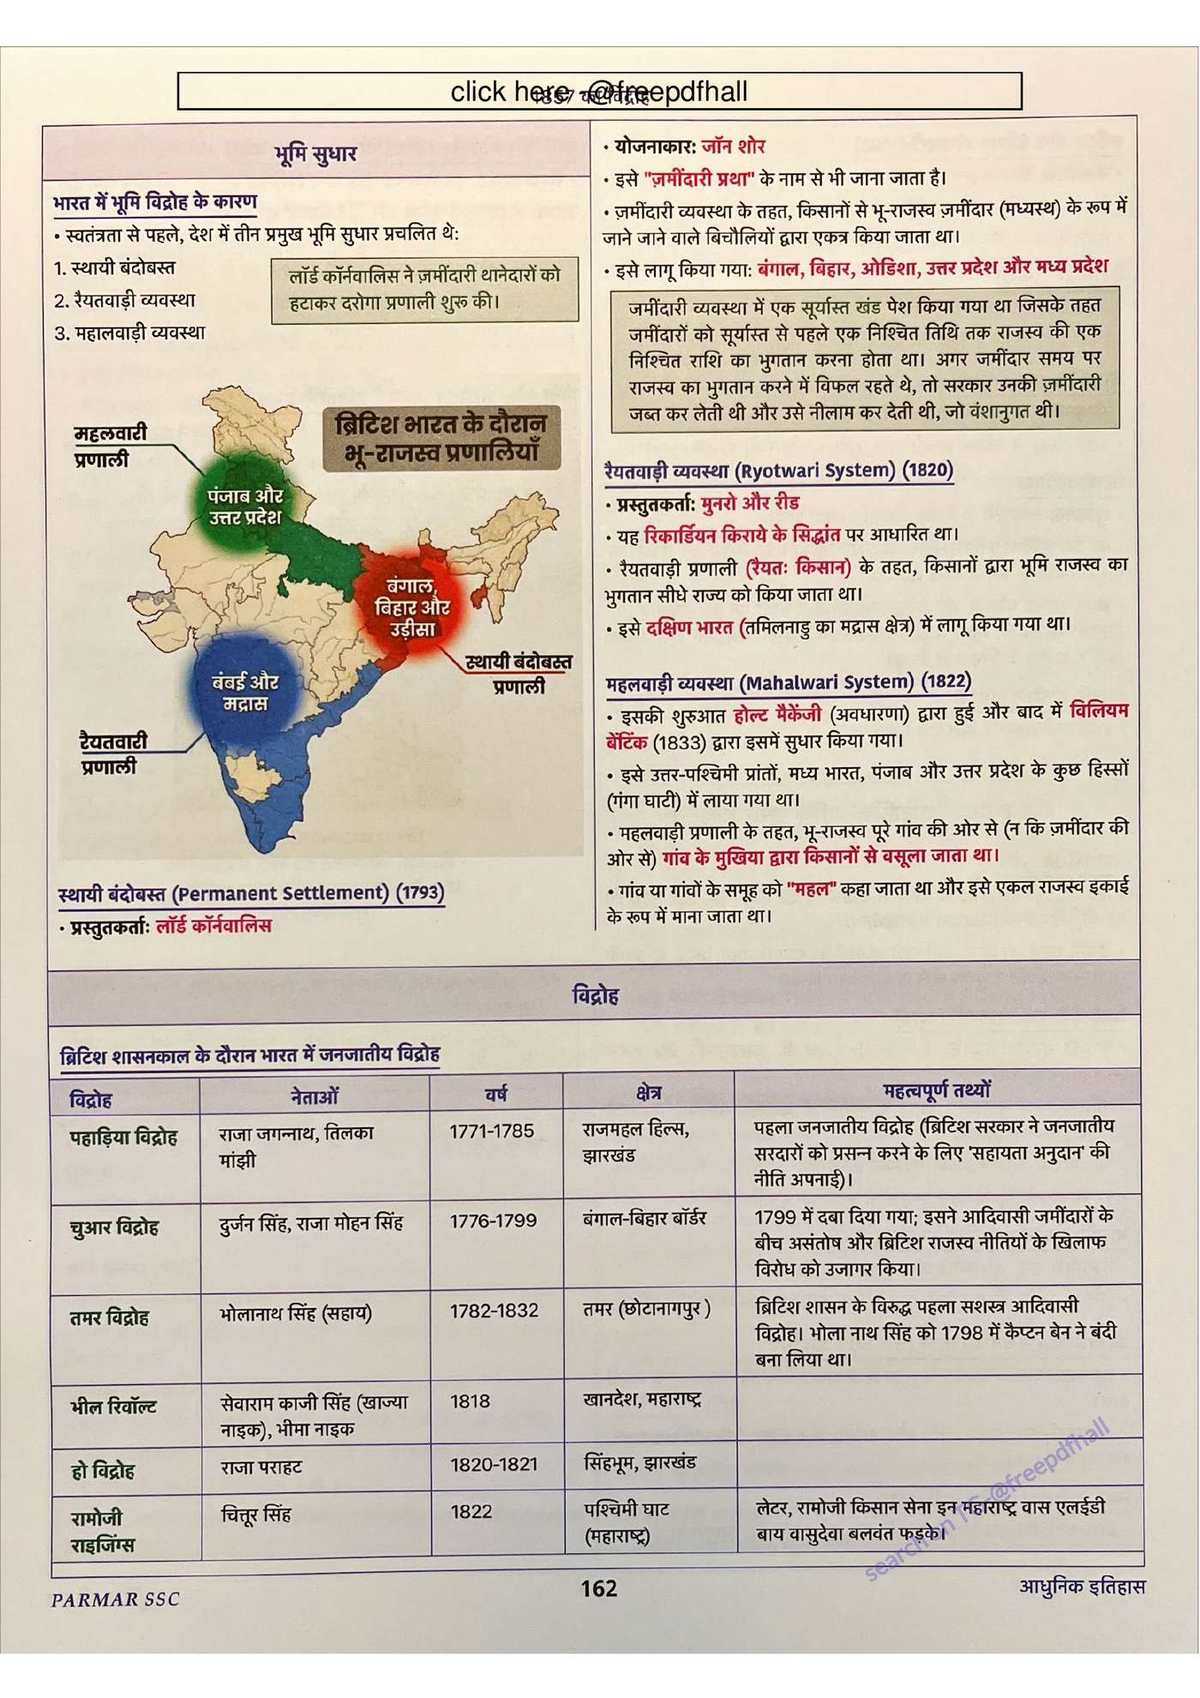 click here - @freepdfhall
1857 का विद्रोह
भूमि सुधार
भारत में भूमि विद्रोह के कारण
• स्वतंत्रता से पहले, देश में तीन प्रमुख भूमि सुधार प्रचलित थे:
1. स्थायी बंदोबस्त
2. रैयतवाड़ी व्यवस्था
3. महालवाड़ी व्यवस्था
लॉर्ड कॉर्नवालिस ने ज़मींदारी थानेदारों को
हटाकर दरोगा प्रणाली शुरू की।
ब्रिटिश भारत के दौरान
भू-राजस्व प्रणालियाँ
महलवारी
प्रणाली
पंजाब और
उत्तर प्रदेश
बंगाल,
बिहार और
उड़ीसा
स्थायी बंदोबस्त
प्रणाली
बंबई और
मद्रास
रैयतवारी
प्रणाली
स्थायी बंदोबस्त (Permanent Settlement) (1793)
• प्रस्तुतकर्ताः लॉर्ड कॉर्नवालिस
• योजनाकार: जॉन शोर
• इसे "ज़मींदारी प्रथा" के नाम से भी जाना जाता है।
• ज़मींदारी व्यवस्था के तहत, किसानों से भू-राजस्व ज़मींदार (मध्यस्थ) के रूप में
जाने जाने वाले बिचौलियों द्वारा एकत्र किया जाता था।
• इसे लागू किया गया: बंगाल, बिहार, ओडिशा, उत्तर प्रदेश और मध्य प्रदेश
जमींदारी व्यवस्था में एक सूर्यास्त खंड पेश किया गया था जिसके तहत
जमींदारों को सूर्यास्त से पहले एक निश्चित तिथि तक राजस्व की एक
निश्चित राशि का भुगतान करना होता था। अगर जमींदार समय पर
राजस्व का भुगतान करने में विफल रहते थे, तो सरकार उनकी ज़मींदारी
जब्त कर लेती थी और उसे नीलाम कर देती थी, जो वंशानुगत थी।
रैयतवाड़ी व्यवस्था (Ryotwari System) (1820)
• प्रस्तुतकर्ता: मुनरो और रीड
• यह रिकार्डियन किराये के सिद्धांत पर आधारित था।
• रैयतवाड़ी प्रणाली (रैयतः किसान) के तहत, किसानों द्वारा भूमि राजस्व का
भुगतान सीधे राज्य को किया जाता था।
• इसे दक्षिण भारत (तमिलनाडु का मद्रास क्षेत्र) में लागू किया गया था।
महलवाड़ी व्यवस्था (Mahalwari System) (1822)
• इसकी शुरुआत होल्ट मैकेंजी (अवधारणा) द्वारा हुई और बाद में विलियम
बेंटिंक (1833) द्वारा इसमें सुधार किया गया।
• इसे उत्तर-पश्चिमी प्रांतों, मध्य भारत, पंजाब और उत्तर प्रदेश के कुछ हिस्सों
(गंगा घाटी) में लाया गया था।
• महलवाड़ी प्रणाली के तहत, भू-राजस्व पूरे गांव की ओर से (न कि ज़मींदार की
ओर से) गांव के मुखिया द्वारा किसानों से वसूला जाता था।
• गांव या गांवों के समूह को "महल" कहा जाता था और इसे एकल राजस्व इकाई
के रूप में माना जाता था।
विद्रोह
ब्रिटिश शासनकाल के दौरान भारत में जनजातीय विद्रोह
विद्रोह नेताओं वर्ष क्षेत्र महत्वपूर्ण तथ्यों
पहाड़िया विद्रोह राजा जगन्नाथ, तिलका 1771-1785 राजमहल हिल्स, पहला जनजातीय विद्रोह (ब्रिटिश सरकार ने जनजातीय
मांझी झारखंड सरदारों को प्रसन्न करने के लिए 'सहायता अनुदान' की
नीति अपनाई)।
चुआर विद्रोह दुर्जन सिंह, राजा मोहन सिंह 1776-1799 बंगाल-बिहार बॉर्डर 1799 में दबा दिया गया; इसने आदिवासी जमींदारों के
बीच असंतोष और ब्रिटिश राजस्व नीतियों के खिलाफ
विरोध को उजागर किया।
तमर विद्रोह भोलानाथ सिंह (सहाय) 1782-1832 तमर (छोटानागपुर ) ब्रिटिश शासन के विरुद्ध पहला सशस्त्र आदिवासी
विद्रोह। भोला नाथ सिंह को 1798 में कैप्टन बेन ने बंदी
बना लिया था।
भील रिवॉल्ट सेवाराम काजी सिंह (खाज्या 1818 खानदेश, महाराष्ट्र
नाइक), भीमा नाइक
हो विद्रोह राजा पराहट 1820-1821 सिंहभूम, झारखंड
रामोजी चित्तूर सिंह 1822 पश्चिमी घाट लेटर, रामोजी किसान सेना इन महाराष्ट्र वास एलईडी
राइजिंग्स (महाराष्ट्र) बाय वासुदेवा बलवंत फड़के।
search on TG-@freepdfhall
PARMAR SSC
162
आधुनिक इतिहास